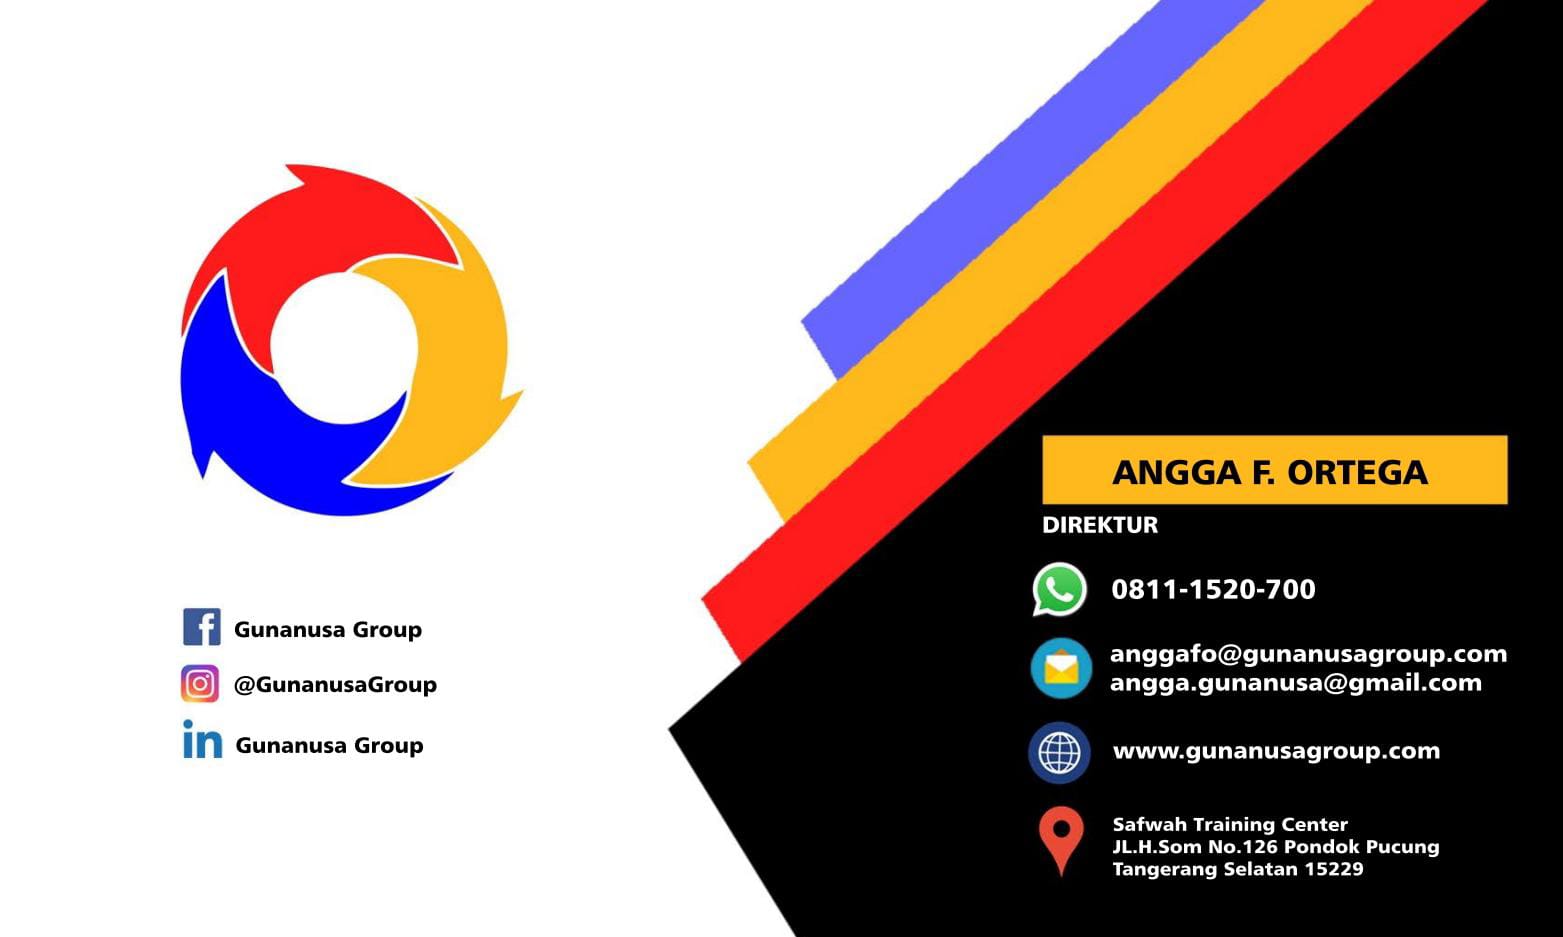 Gunanusa Group
@GunanusaGroup
Gunanusa Group
ANGGA F. ORTEGA
DIREKTUR
0811-1520-700
anggafo@gunanusagroup.com
angga.gunanusa@gmail.com
www.gunanusagroup.com
Safwah Training Center
JL.H.Som No.126 Pondok Pucung
Tangerang Selatan 15229